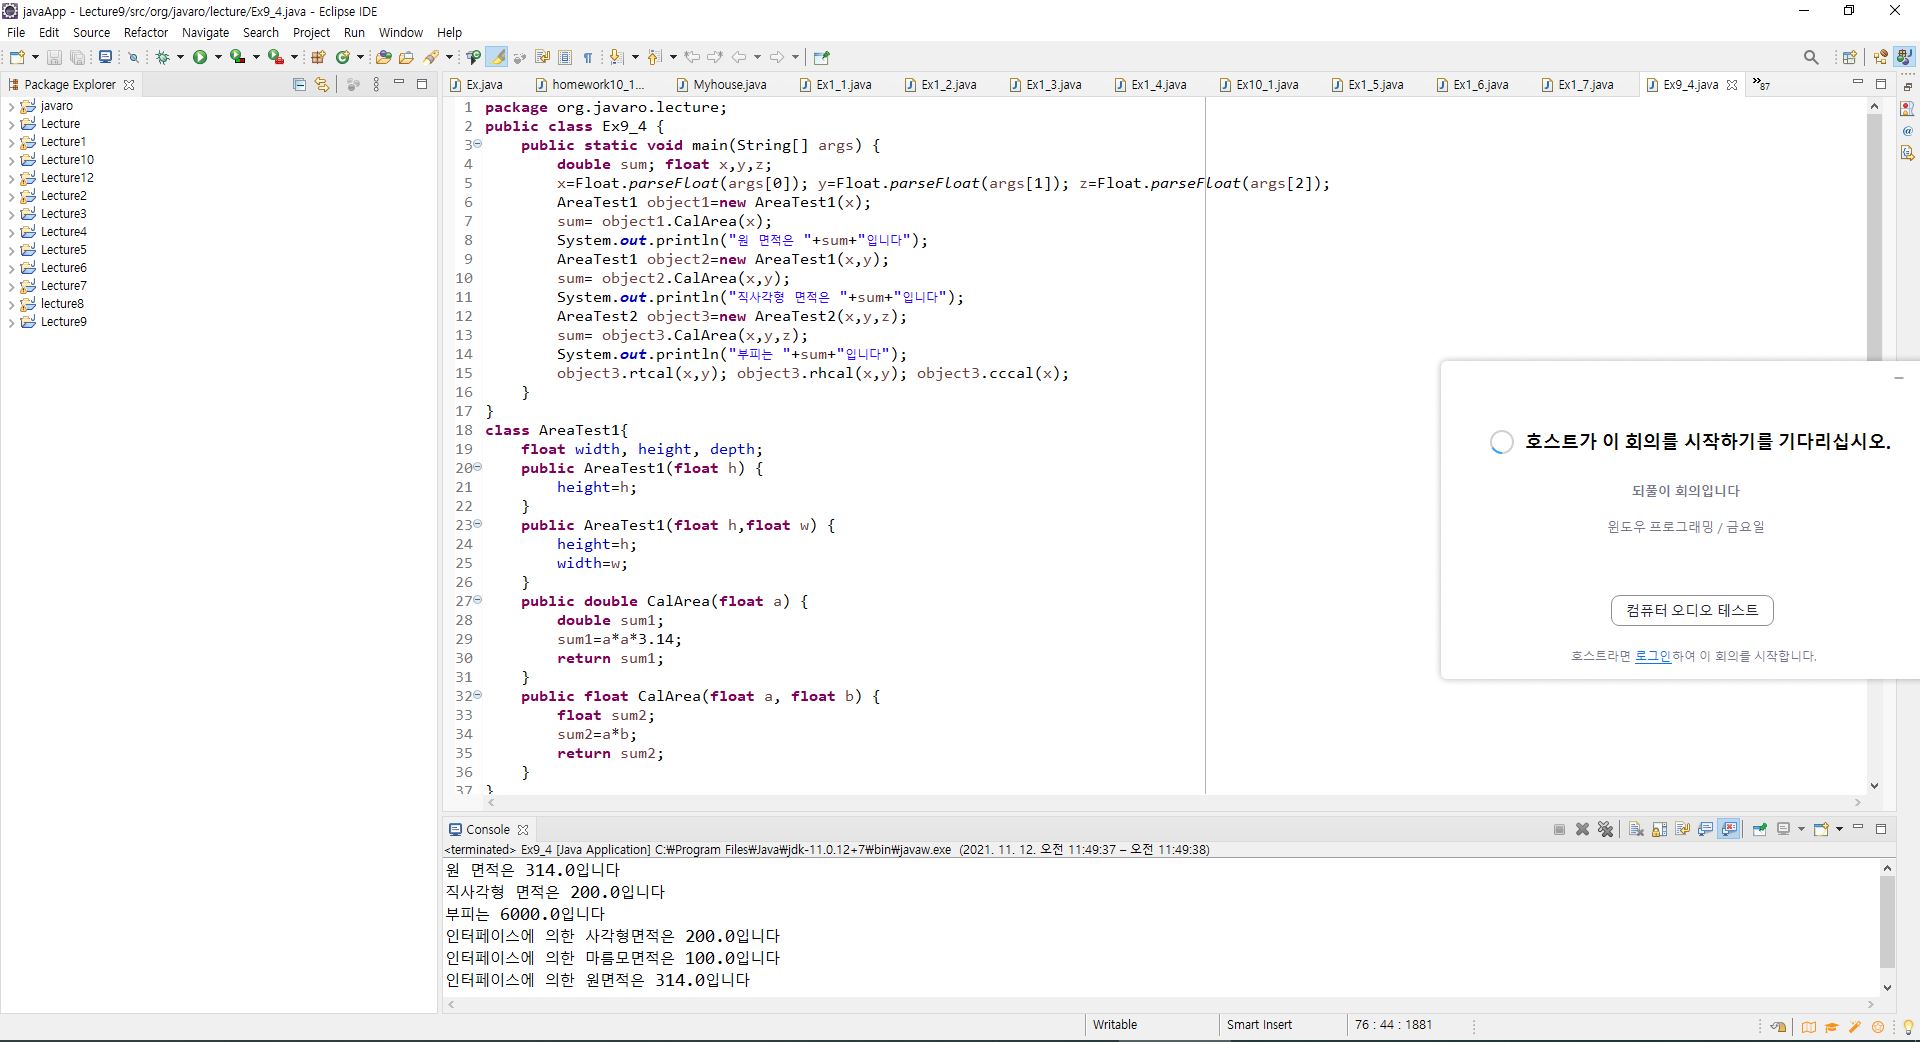 javaApp - Lecture9/src/org/javaro/lecture/Ex9_4.java - Eclipse IDE
File Edit Source Refactor Navigate Search Project Run Window Help
Package Explorer
javaro
Lecture
Lecture1
Lecture10
Lecture12
Lecture2
Lecture3
Lecture4
Lecture5
Lecture6
Lecture7
lecture8
Lecture9
Ex.java homework10_1... Myhouse.java Ex1_1.java Ex1_2.java Ex1_3.java Ex1_4.java Ex10_1.java Ex1_5.java Ex1_6.java Ex1_7.java Ex9_4.java »87
1 package org.javaro.lecture;
2 public class Ex9_4 {
3 public static void main(String[] args) {
4 double sum; float x,y,z;
5 x=Float.parseFloat(args[0]); y=Float.parseFloat(args[1]); z=Float.parseFloat(args[2]);
6 AreaTest1 object1=new AreaTest1(x);
7 sum= object1.CalArea(x);
8 System.out.println("원 면적은 "+sum+"입니다");
9 AreaTest1 object2=new AreaTest1(x,y);
10 sum= object2.CalArea(x,y);
11 System.out.println("직사각형 면적은 "+sum+"입니다");
12 AreaTest2 object3=new AreaTest2(x,y,z);
13 sum= object3.CalArea(x,y,z);
14 System.out.println("부피는 "+sum+"입니다");
15 object3.rtcal(x,y); object3.rhcal(x,y); object3.cccal(x);
16 }
17 }
18 class AreaTest1{
19 float width, height, depth;
20 public AreaTest1(float h) {
21 height=h;
22 }
23 public AreaTest1(float h,float w) {
24 height=h;
25 width=w;
26 }
27 public double CalArea(float a) {
28 double sum1;
29 sum1=a*a*3.14;
30 return sum1;
31 }
32 public float CalArea(float a, float b) {
33 float sum2;
34 sum2=a*b;
35 return sum2;
36 }
37 }
호스트가 이 회의를 시작하기를 기다리십시오.
되풀이 회의입니다
윈도우 프로그래밍 / 금요일
컴퓨터 오디오 테스트
호스트라면 로그인하여 이 회의를 시작합니다.
Console
<terminated> Ex9_4 [Java Application] C:₩Program Files₩Java₩jdk-11.0.12+7₩bin₩javaw.exe (2021. 11. 12. 오전 11:49:37 – 오전 11:49:38)
원 면적은 314.0입니다
직사각형 면적은 200.0입니다
부피는 6000.0입니다
인터페이스에 의한 사각형면적은 200.0입니다
인터페이스에 의한 마름모면적은 100.0입니다
인터페이스에 의한 원면적은 314.0입니다
Writable Smart Insert 76 : 44 : 1881